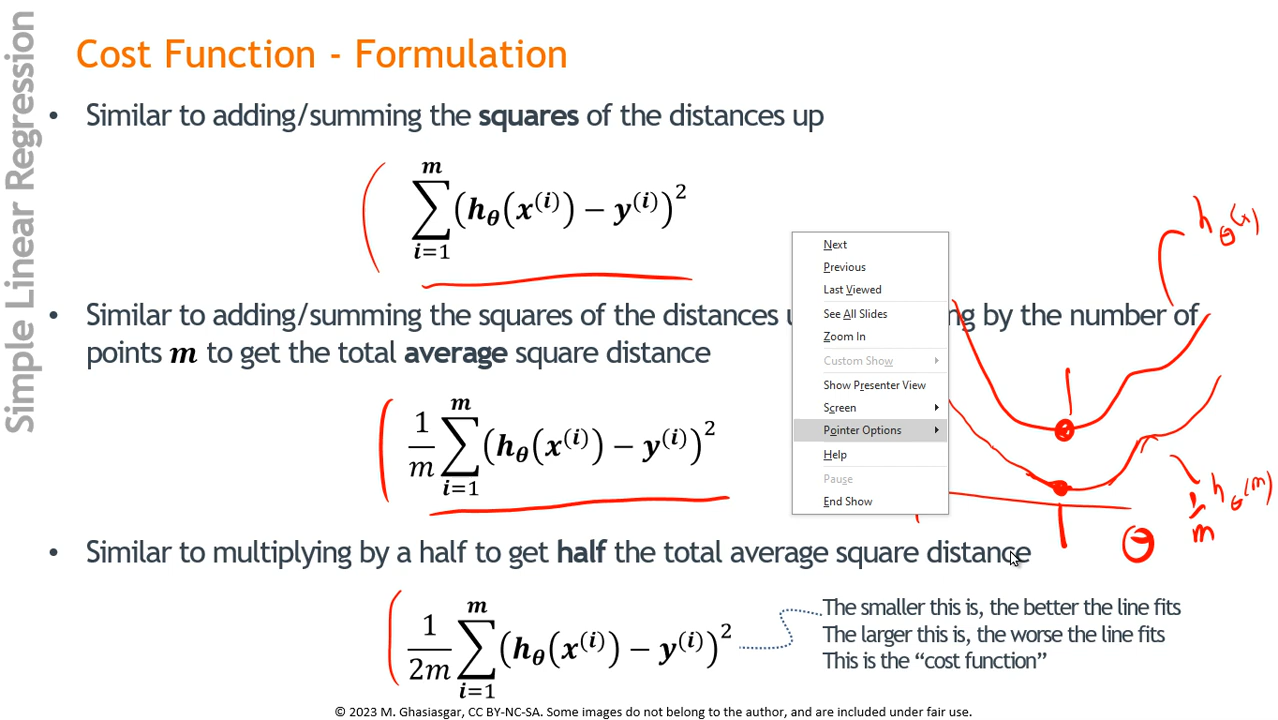 Simple Linear Regression
Cost Function - Formulation
• Similar to adding/summing the squares of the distances up
m
∑ (hθ(x⁽ⁱ⁾) − y⁽ⁱ⁾)²
i=1
hθ(x)
• Similar to adding/summing the squares of the distances u ng by the number of
points m to get the total average square distance
1/m m∑i=1 (hθ(x⁽ⁱ⁾) − y⁽ⁱ⁾)²
Next
Previous
Last Viewed
See All Slides
Zoom In
Custom Show
Show Presenter View
Screen
Pointer Options
Help
Pause
End Show
1/m hθ(m)
θ
• Similar to multiplying by a half to get half the total average square distance
1/2m m∑i=1 (hθ(x⁽ⁱ⁾) − y⁽ⁱ⁾)²
The smaller this is, the better the line fits
The larger this is, the worse the line fits
This is the “cost function”
© 2023 M. Ghasiasgar, CC BY-NC-SA. Some images do not belong to the author, and are included under fair use.